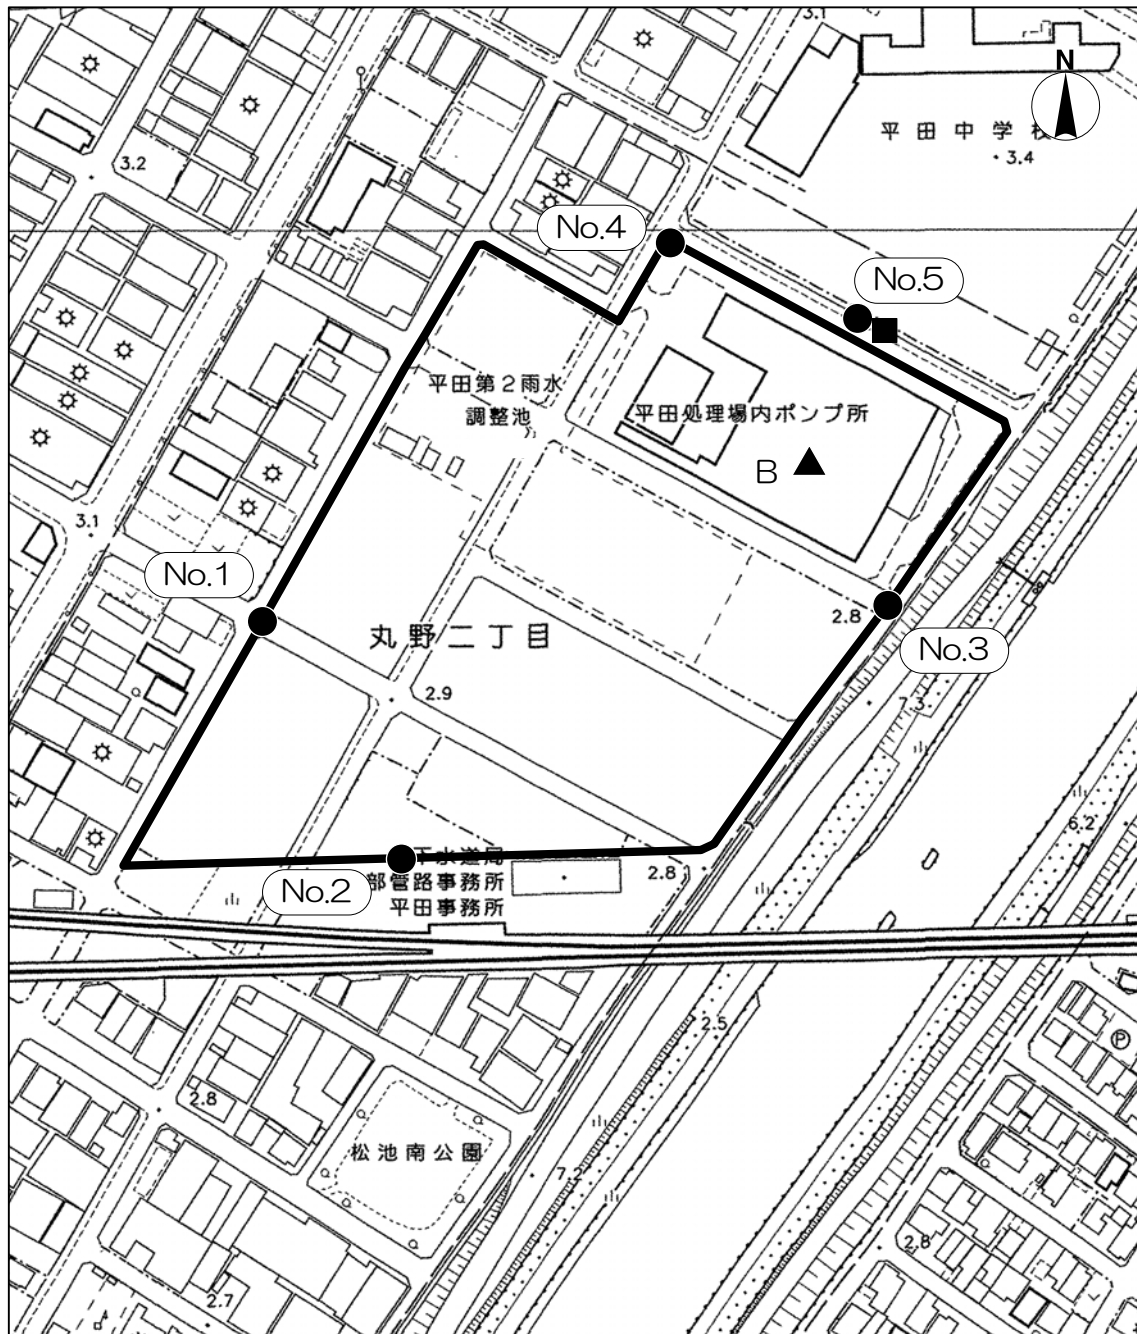 3.1
N
平田中学校
3.4
3.2
No.4
No.5
平田第2雨水
調整池
平田処理場内ポンプ所
B
3.1
No.1
2.8
丸野二丁目
No.3
2.9
7.3
6.2
下水道局
部管路事務所
平田事務所
2.8
No.2
2.5
P
2.8
松池南公園
7.2
2.8
2.7